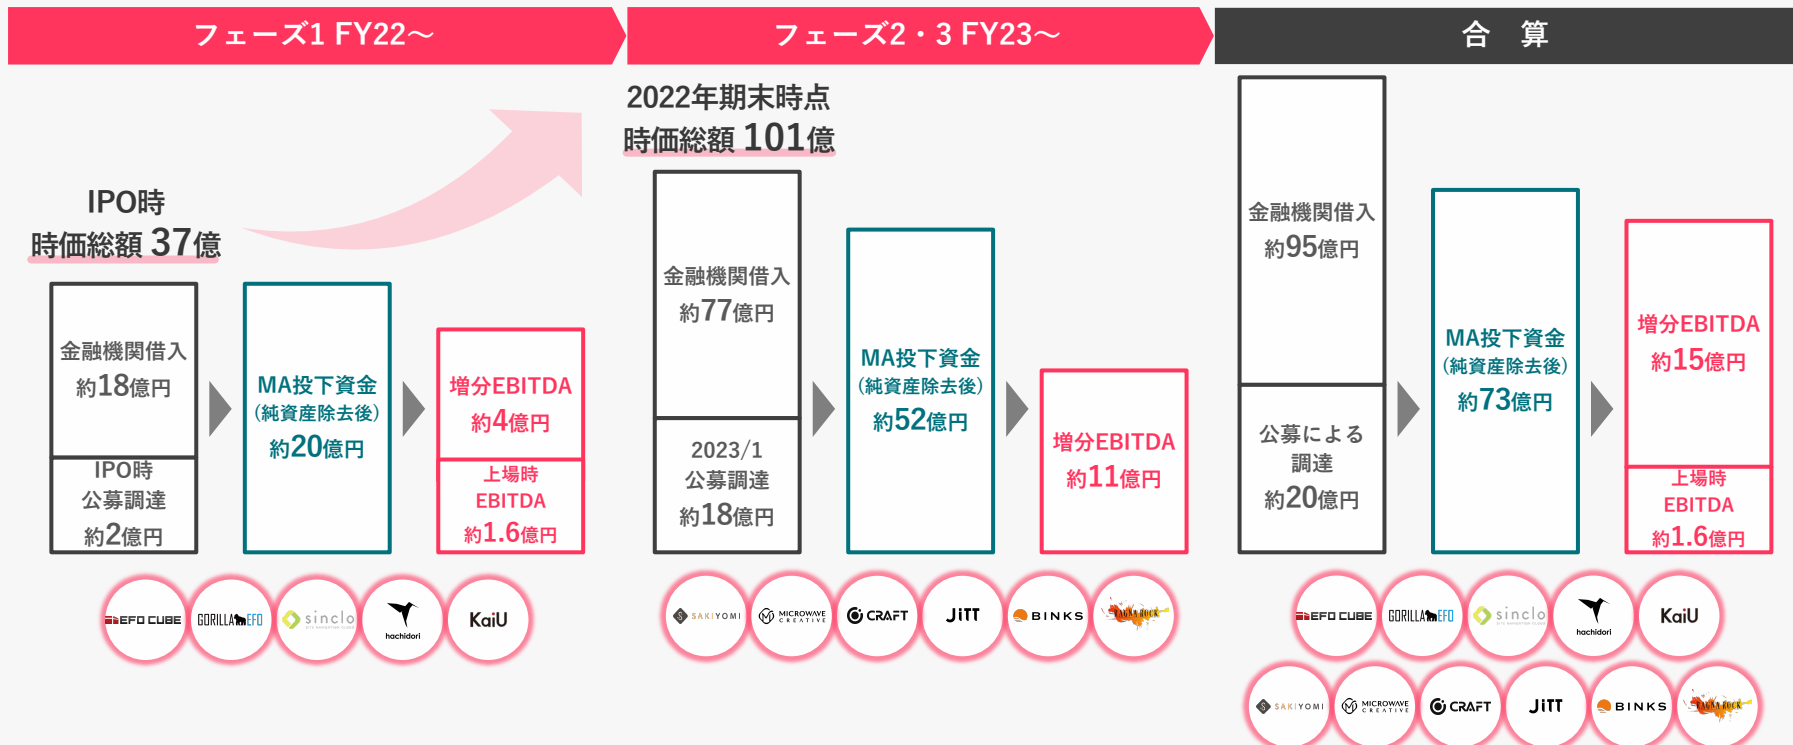 フェーズ1 FY22～
フェーズ2・3 FY23～
合 算
IPO時
時価総額 37億
金融機関借入
約18億円
IPO時
公募調達
約2億円
MA投下資金
(純資産除去後)
約20億円
増分EBITDA
約4億円
上場時
EBITDA
約1.6億円
EFO CUBE
GORILLA EFO
sinclo
hachidori
KaiU
2022年期末時点
時価総額 101億
金融機関借入
約77億円
2023/1
公募調達
約18億円
MA投下資金
(純資産除去後)
約52億円
増分EBITDA
約11億円
SAKIYOMI
MICROWAVE
CREATIVE
CRAFT
JiTT
BINKS
RAGNAROCK
金融機関借入
約95億円
公募による
調達
約20億円
MA投下資金
(純資産除去後)
約73億円
増分EBITDA
約15億円
上場時
EBITDA
約1.6億円
EFO CUBE
GORILLA EFO
sinclo
hachidori
KaiU
SAKIYOMI
MICROWAVE
CREATIVE
CRAFT
JiTT
BINKS
RAGNAROCK